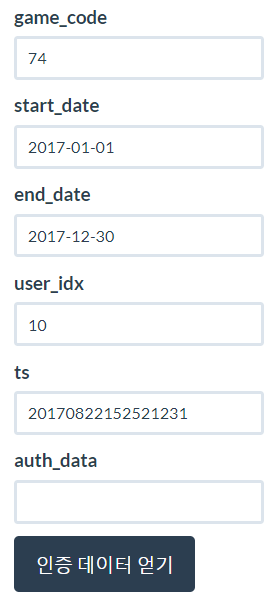 game_code
74
start_date
2017-01-01
end_date
2017-12-30
user_idx
10
ts
20170822152521231
auth_data
인증 데이터 얻기